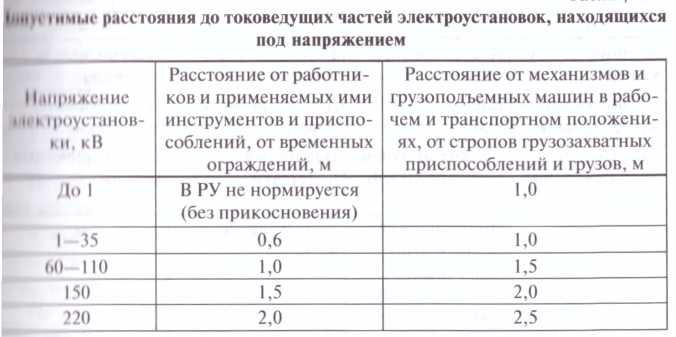 Допустимые расстояния до токоведущих частей электроустановок, находящихся
под напряжением
Напряжение
электроустанов-
ки, кВ
Расстояние от работни-
ков и применяемых ими
инструментов и приспо-
соблений, от временных
ограждений, м
Расстояние от механизмов и
грузоподъемных машин в рабо-
чем и транспортном положени-
ях, от стропов грузозахватных
приспособлений и грузов, м
До 1
В РУ не нормируется
(без прикосновения)
1,0
1—35
0,6
1,0
60—110
1,0
1,5
150
1,5
2,0
220
2,0
2,5